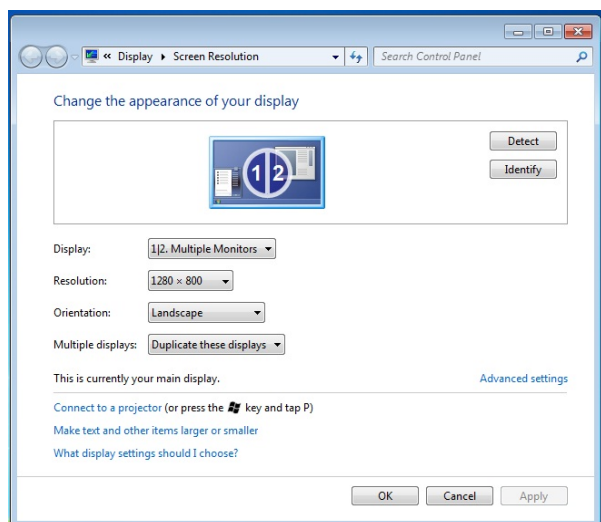 « Display ▸ Screen Resolution
Search Control Panel
Change the appearance of your display
1|2
Detect
Identify
Display: 1|2. Multiple Monitors
Resolution: 1280 × 800
Orientation: Landscape
Multiple displays: Duplicate these displays
This is currently your main display. Advanced settings
Connect to a projector (or press the key and tap P)
Make text and other items larger or smaller
What display settings should I choose?
OK Cancel Apply